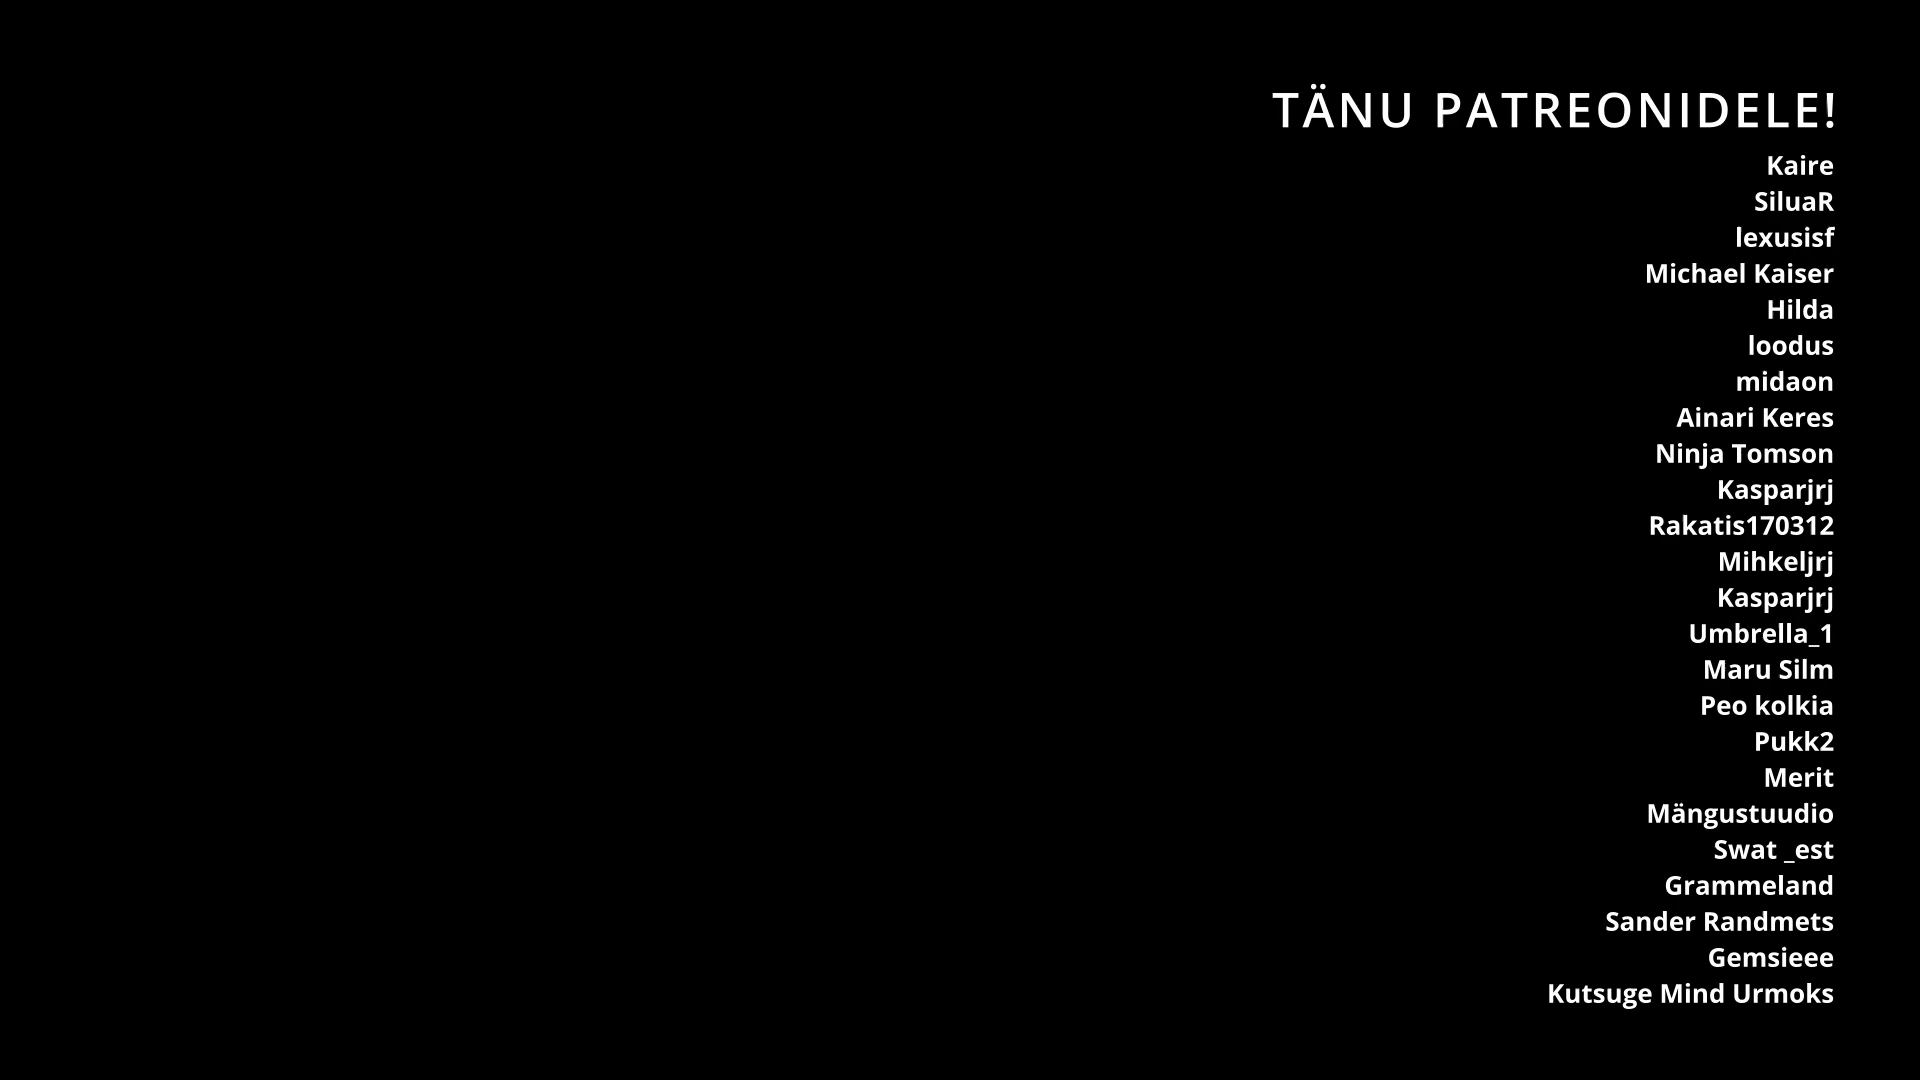 TÄNU PATREONIDELE!
Kaire
SiluaR
lexusisf
Michael Kaiser
Hilda
loodus
midaon
Ainari Keres
Ninja Tomson
Kasparjrj
Rakatis170312
Mihkeljrj
Kasparjrj
Umbrella_1
Maru Silm
Peo kolkia
Pukk2
Merit
Mängustuudio
Swat _est
Grammeland
Sander Randmets
Gemsieee
Kutsuge Mind Urmoks